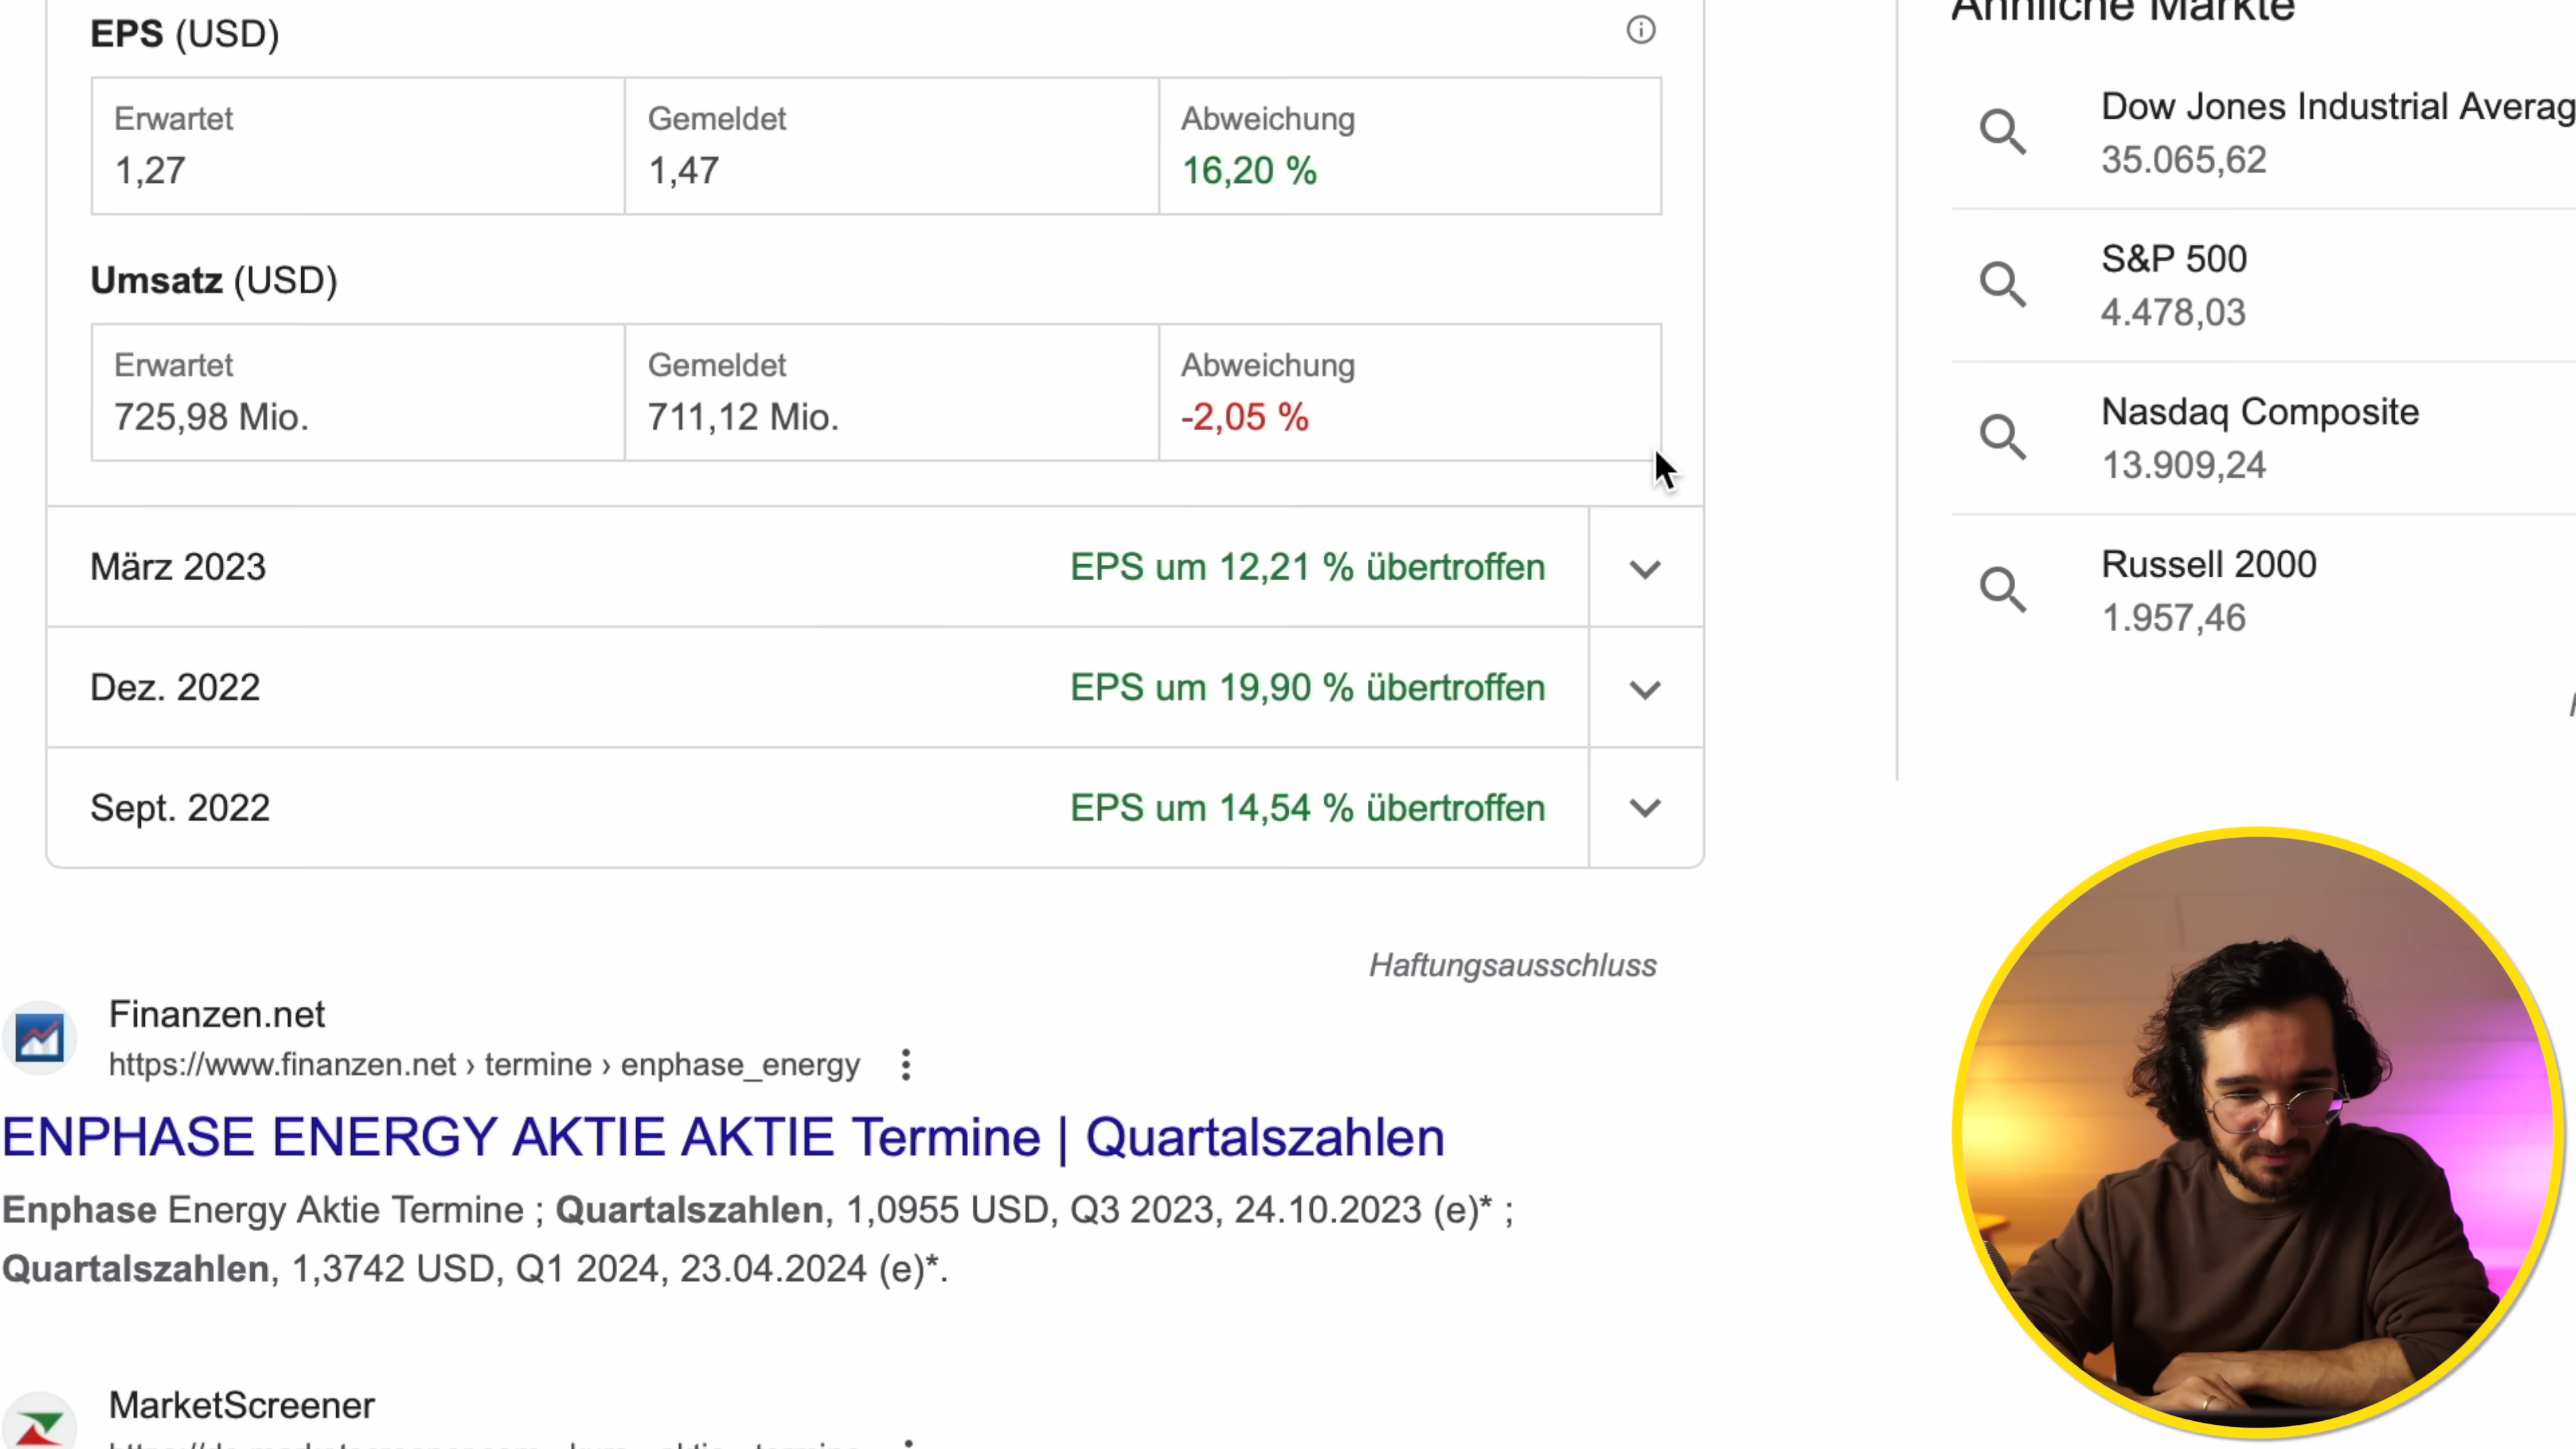 EPS (USD)
Erwartet
1,27
Gemeldet
1,47
Abweichung
16,20 %
Umsatz (USD)
Erwartet
725,98 Mio.
Gemeldet
711,12 Mio.
Abweichung
-2,05 %
März 2023 EPS um 12,21 % übertroffen
Dez. 2022 EPS um 19,90 % übertroffen
Sept. 2022 EPS um 14,54 % übertroffen
Haftungsausschluss
Finanzen.net
https://www.finanzen.net › termine › enphase_energy
ENPHASE ENERGY AKTIE AKTIE Termine | Quartalszahlen
Enphase Energy Aktie Termine ; Quartalszahlen, 1,0955 USD, Q3 2023, 24.10.2023 (e)* ;
Quartalszahlen, 1,3742 USD, Q1 2024, 23.04.2024 (e)*.
MarketScreener
Ähnliche Märkte
Dow Jones Industrial Averag
35.065,62
S&P 500
4.478,03
Nasdaq Composite
13.909,24
Russell 2000
1.957,46